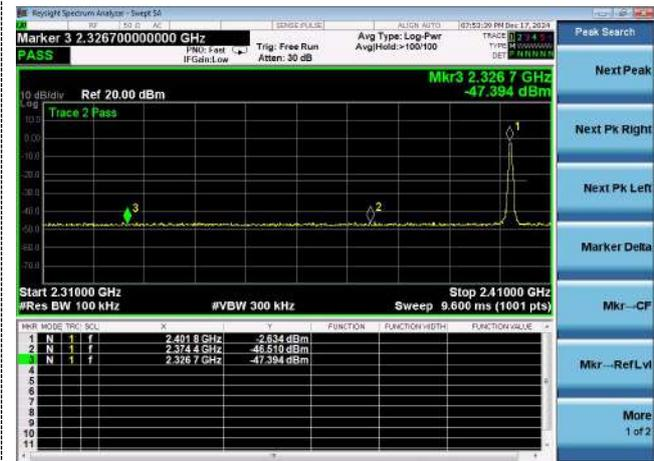 Keysight Spectrum Analyzer - Swept SA
RF 50 Ω AC SENSE:PULSE ALIGN AUTO 07:53:39 PM Dec 17, 2024
Marker 3 2.326700000000 GHz
PASS
PNO: Fast
IFGain:Low
Trig: Free Run
Atten: 30 dB
Avg Type: Log-Pwr
Avg|Hold:>100/100
TRACE 1 2 3 4 5 6
TYPE M WWWWW
DET P NNNNN
Mkr3 2.326 7 GHz
-47.394 dBm
10 dB/div Ref 20.00 dBm
Log
Trace 2 Pass
10.0
0.00
-10.0
-20.0
-30.0
-40.0
-50.0
-60.0
-70.0
1
2
3
Start 2.31000 GHz
Stop 2.41000 GHz
#Res BW 100 kHz
#VBW 300 kHz
Sweep 9.600 ms (1001 pts)
MKR MODE TRC SCL X Y FUNCTION FUNCTION WIDTH FUNCTION VALUE
1 N 1 f 2.401 8 GHz -2.634 dBm
2 N 1 f 2.374 4 GHz -46.510 dBm
3 N 1 f 2.326 7 GHz -47.394 dBm
4
5
6
7
8
9
10
11
Peak Search
Next Peak
Next Pk Right
Next Pk Left
Marker Delta
Mkr→CF
Mkr→RefLvl
More
1 of 2